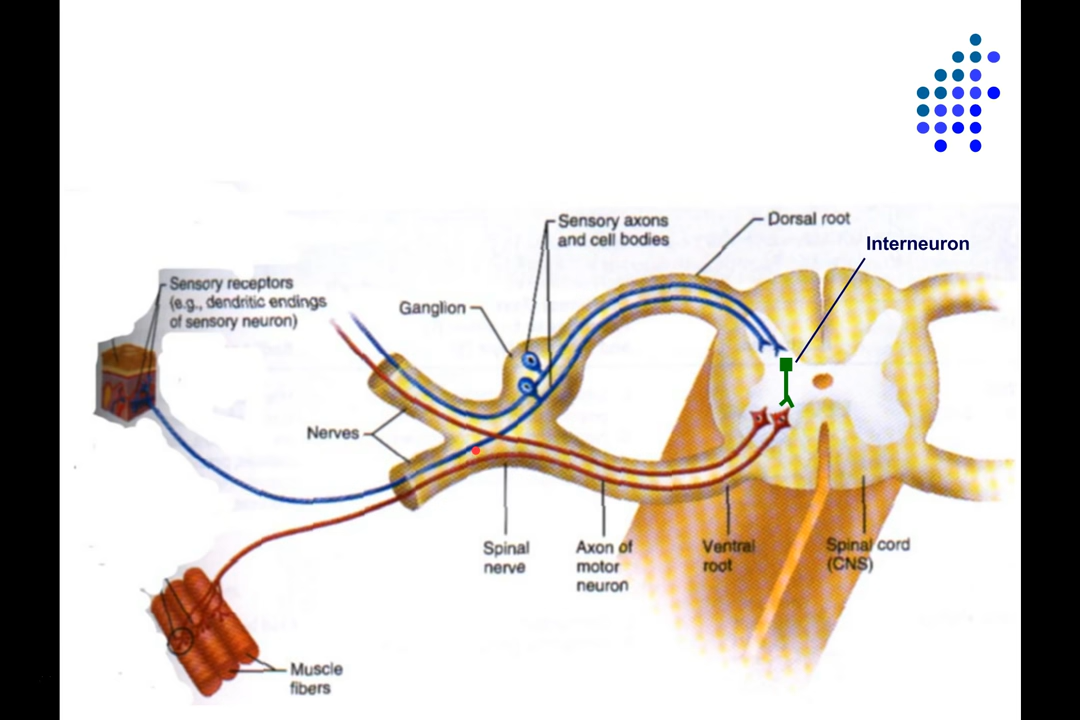 Sensory axons
and cell bodies
Dorsal root
Interneuron
Sensory receptors
(e.g., dendritic endings
of sensory neuron)
Ganglion
Nerves
Spinal
nerve
Axon of
motor
neuron
Ventral
root
Spinal cord
(CNS)
Muscle
fibers